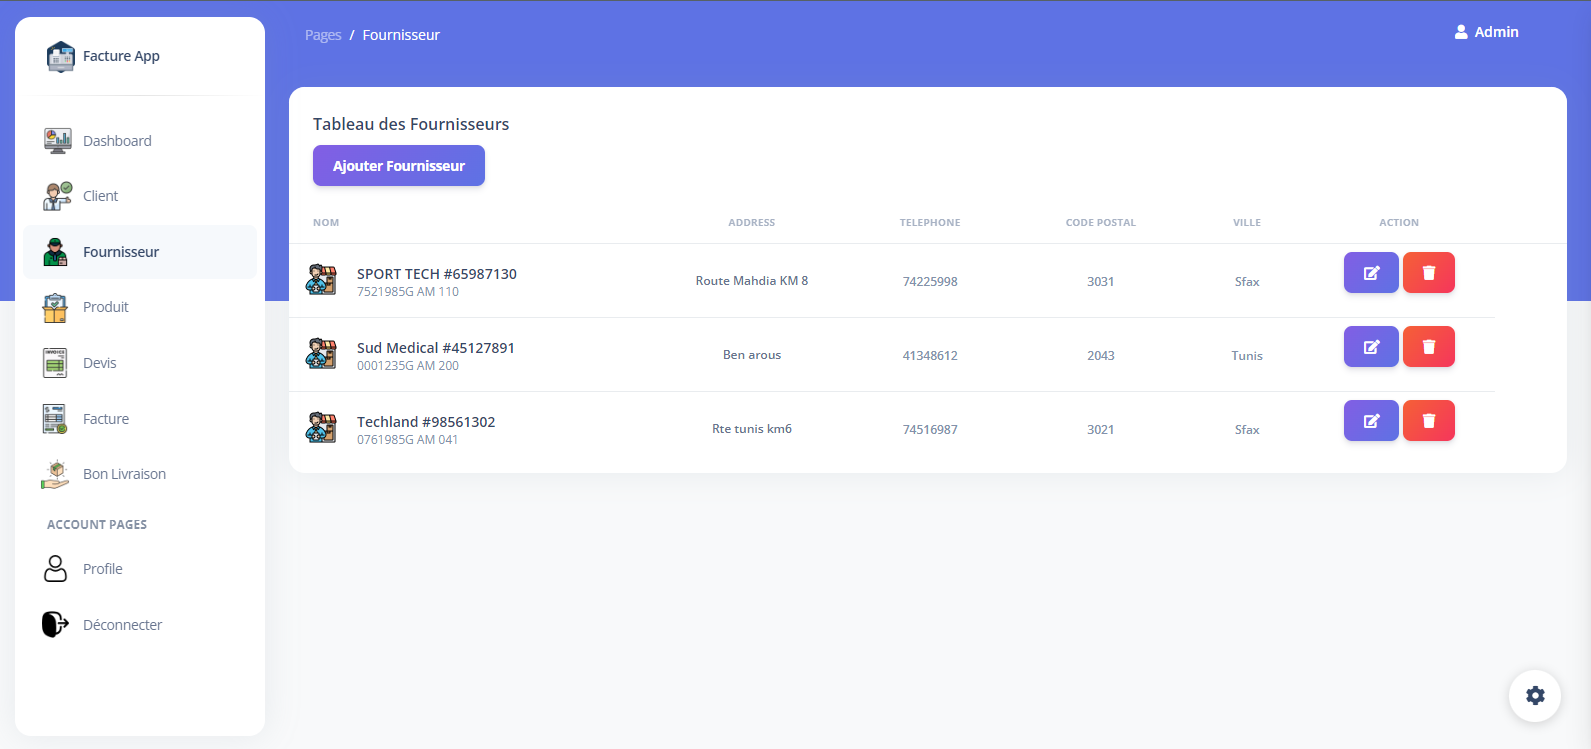 Facture App
Dashboard
Client
Fournisseur
Produit
Devis
Facture
Bon Livraison
ACCOUNT PAGES
Profile
Déconnecter
Pages / Fournisseur
Admin
Tableau des Fournisseurs
Ajouter Fournisseur
NOM ADDRESS TELEPHONE CODE POSTAL VILLE ACTION
SPORT TECH #65987130
7521985G AM 110
Route Mahdia KM 8 74225998 3031 Sfax
Sud Medical #45127891
0001235G AM 200
Ben arous 41348612 2043 Tunis
Techland #98561302
0761985G AM 041
Rte tunis km6 74516987 3021 Sfax